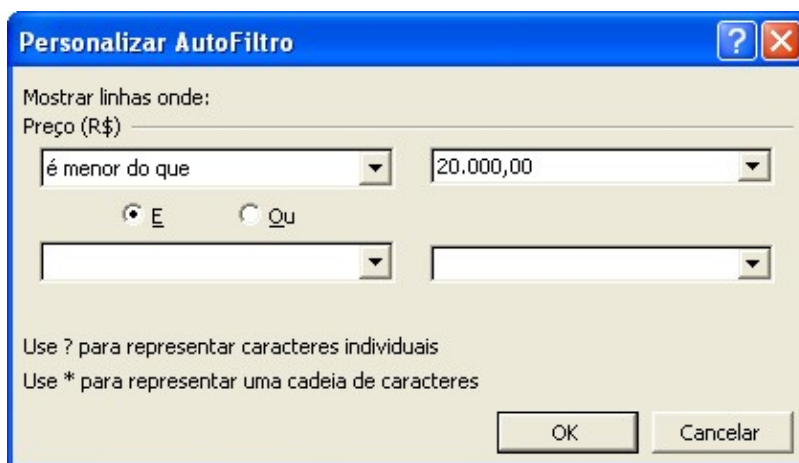 Personalizar AutoFiltro
Mostrar linhas onde:
Preço (R$)
é menor do que 20.000,00
E Ou
Use ? para representar caracteres individuais
Use * para representar uma cadeia de caracteres
OK Cancelar